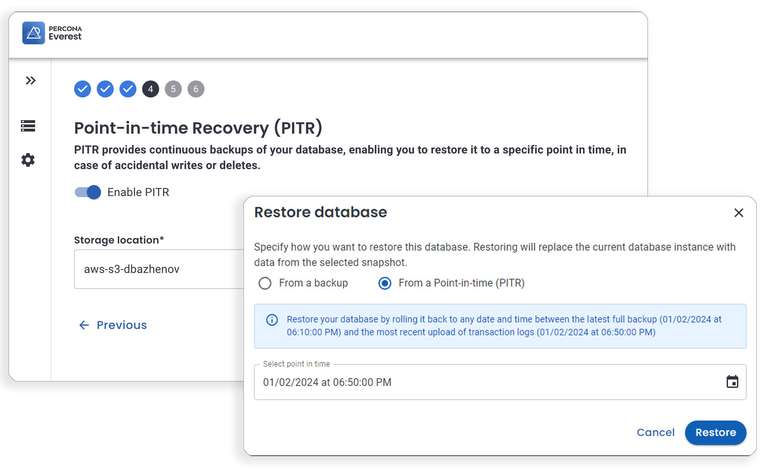 PERCONA
Everest
4
5
6
Point-in-time Recovery (PITR)
PITR provides continuous backups of your database, enabling you to restore it to a specific point in time, in
case of accidental writes or deletes.
Enable PITR
Storage location*
aws-s3-dbazhenov
Previous
Restore database
Specify how you want to restore this database. Restoring will replace the current database instance with
data from the selected snapshot.
From a backup
From a Point-in-time (PITR)
Restore your database by rolling it back to any date and time between the latest full backup (01/02/2024 at
06:10:00 PM) and the most recent upload of transaction logs (01/02/2024 at 06:50:00 PM)
Select point in time
01/02/2024 at 06:50:00 PM
Cancel
Restore